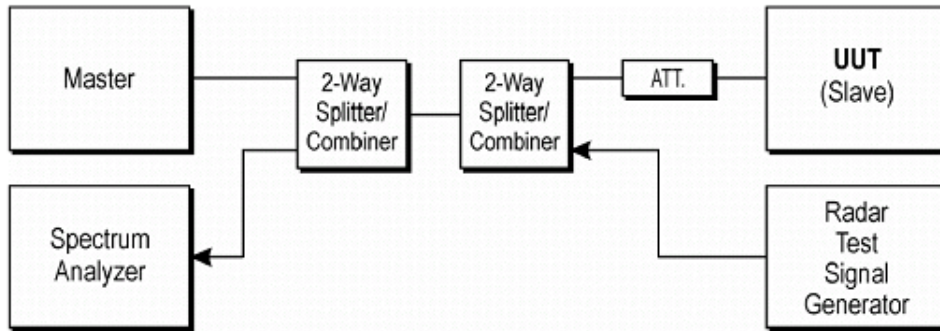 Master
2-Way
Splitter/
Combiner
2-Way
Splitter/
Combiner
ATT.
UUT
(Slave)
Spectrum
Analyzer
Radar
Test
Signal
Generator